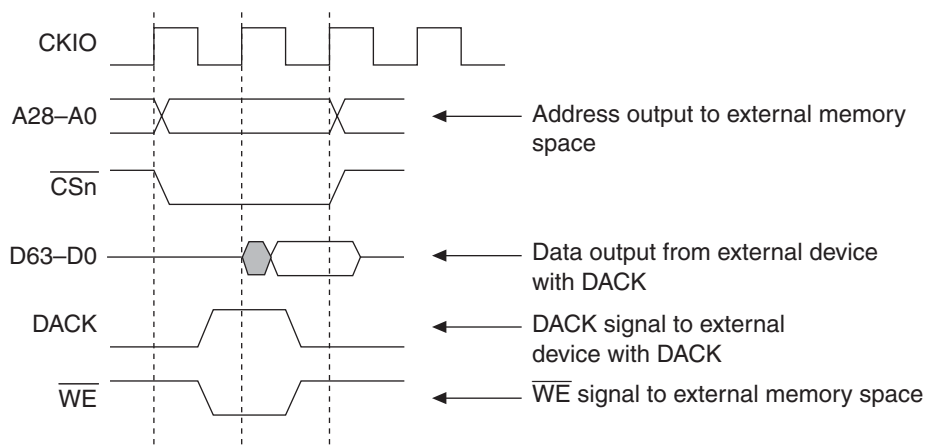 CKIO
A28–A0
Address output to external memory
space
CSn
D63–D0
Data output from external device
with DACK
DACK
DACK signal to external
device with DACK
WE
WE signal to external memory space